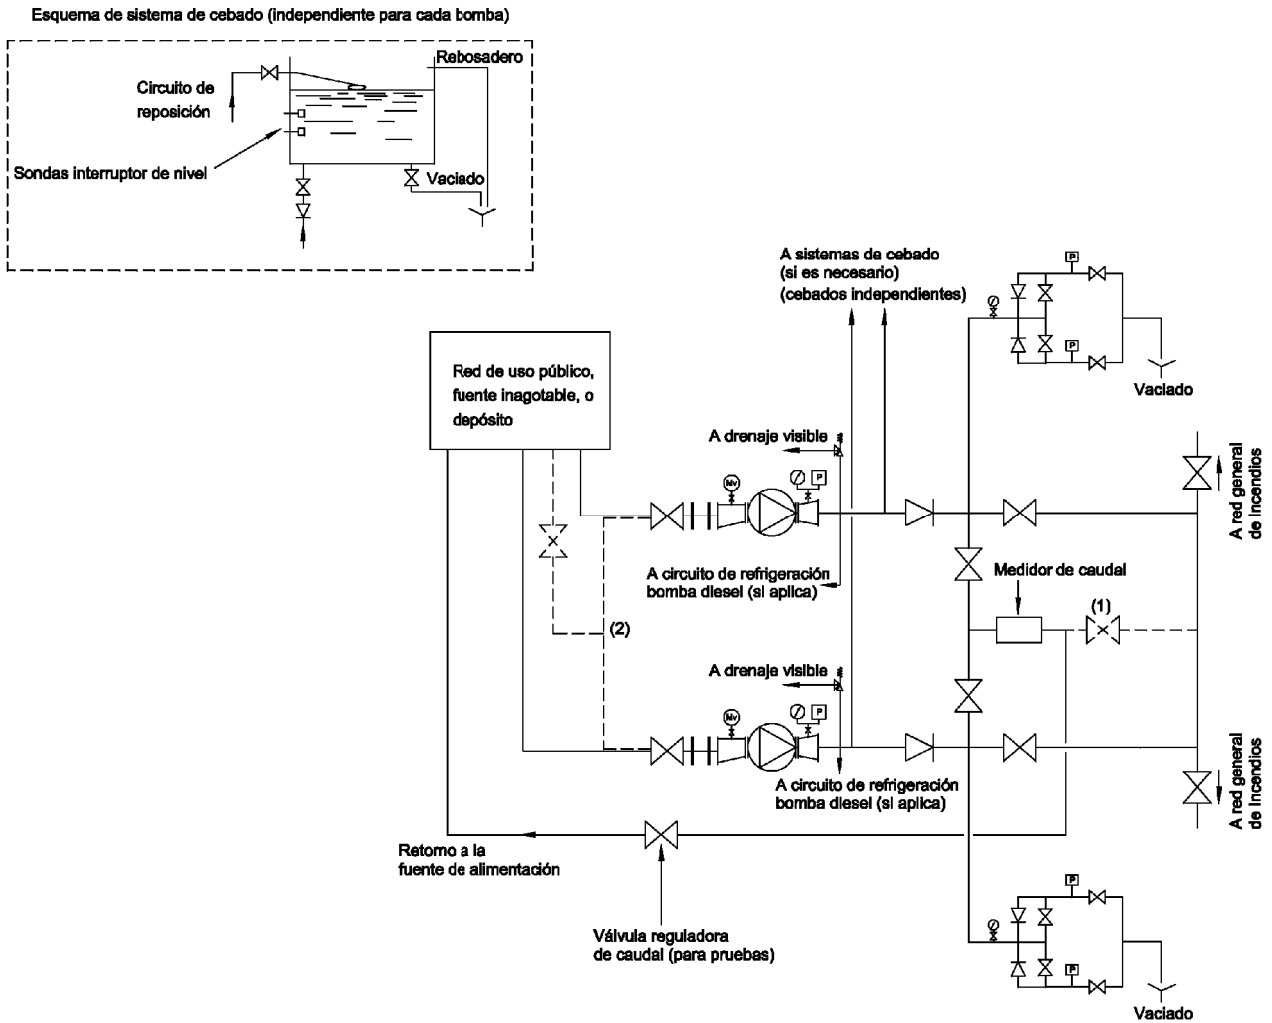 Esquema de sistema de cebado (independiente para cada bomba)
Rebosadero
Circuito de
reposición
Sondas interruptor de nivel
Vaciado
A sistemas de cebado
(si es necesario)
(cebados independientes)
P
P
Vaciado
Red de uso público,
fuente inagotable, o
depósito
A drenaje visible
Mv
P
A red general
de Incendios
A circuito de refrigeración
bomba diesel (si aplica)
Medidor de caudal
(1)
(2)
A drenaje visible
Mv
P
A red general
de Incendios
A circuito de refrigeración
bomba diesel (si aplica)
Retorno a la
fuente de alimentación
Válvula reguladora
de caudal (para pruebas)
P
P
Vaciado